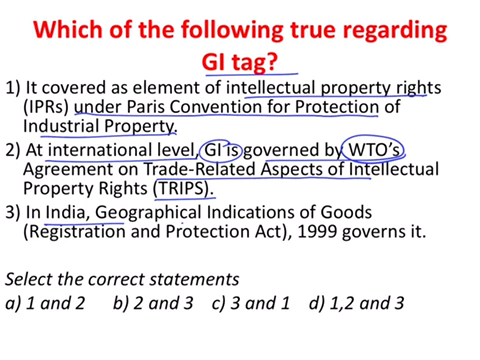 Which of the following true regarding
GI tag?
1) It covered as element of intellectual property rights
(IPRs) under Paris Convention for Protection of
Industrial Property.
2) At international level, GI is governed by WTO's
Agreement on Trade-Related Aspects of Intellectual
Property Rights (TRIPS).
3) In India, Geographical Indications of Goods
(Registration and Protection Act), 1999 governs it.
Select the correct statements
a) 1 and 2 b) 2 and 3 c) 3 and 1 d) 1,2 and 3